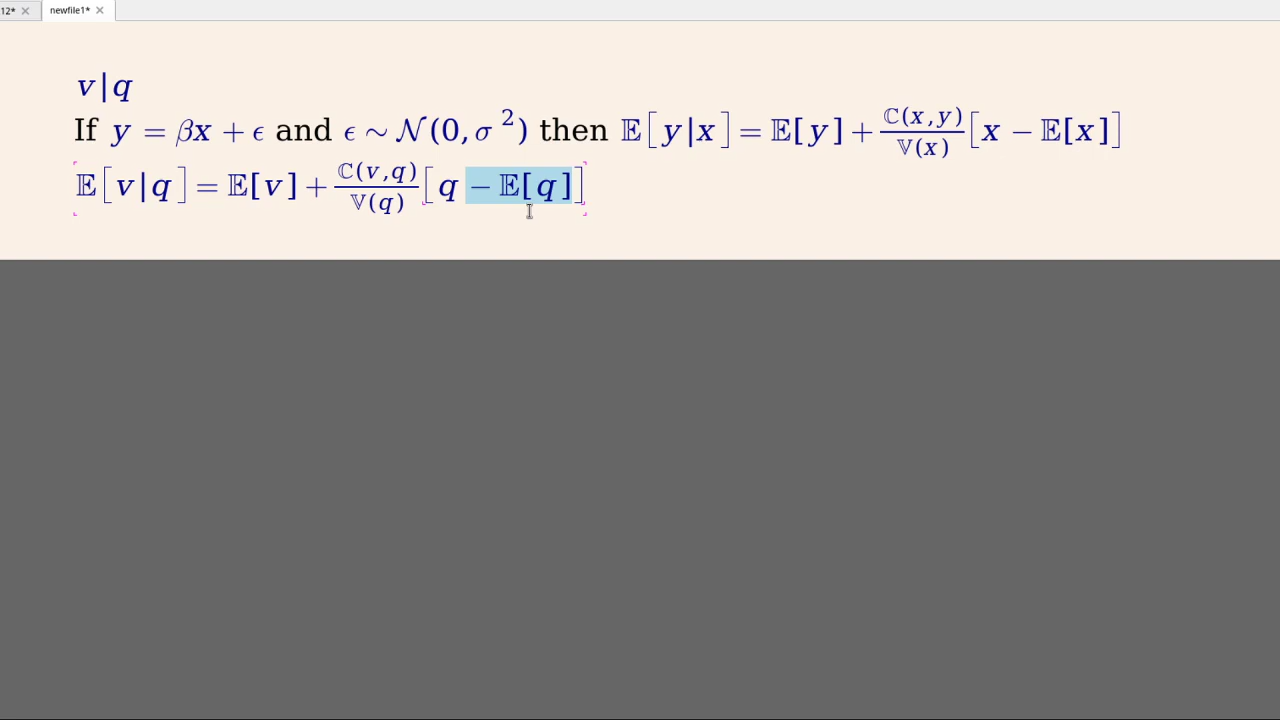 12* newfile1*
v|q
If y = βx + ϵ and ϵ ∼ 𝒩(0, σ²) then 𝔼[y|x] = 𝔼[y] + ℂ(x,y)/𝕍(x) [x − 𝔼[x]]
𝔼[v|q] = 𝔼[v] + ℂ(v,q)/𝕍(q) [q − 𝔼[q]]